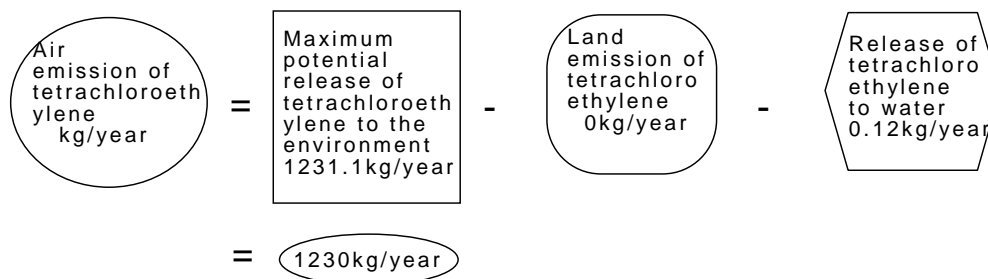 Air
emission of
tetrachloroeth
ylene
kg/year
=
Maximum
potential
release of
tetrachloroeth
ylene to the
environment
1231.1kg/year
-
Land
emission of
tetrachloro
ethylene
0kg/year
-
Release of
tetrachloro
ethylene
to water
0.12kg/year
=
1230kg/year